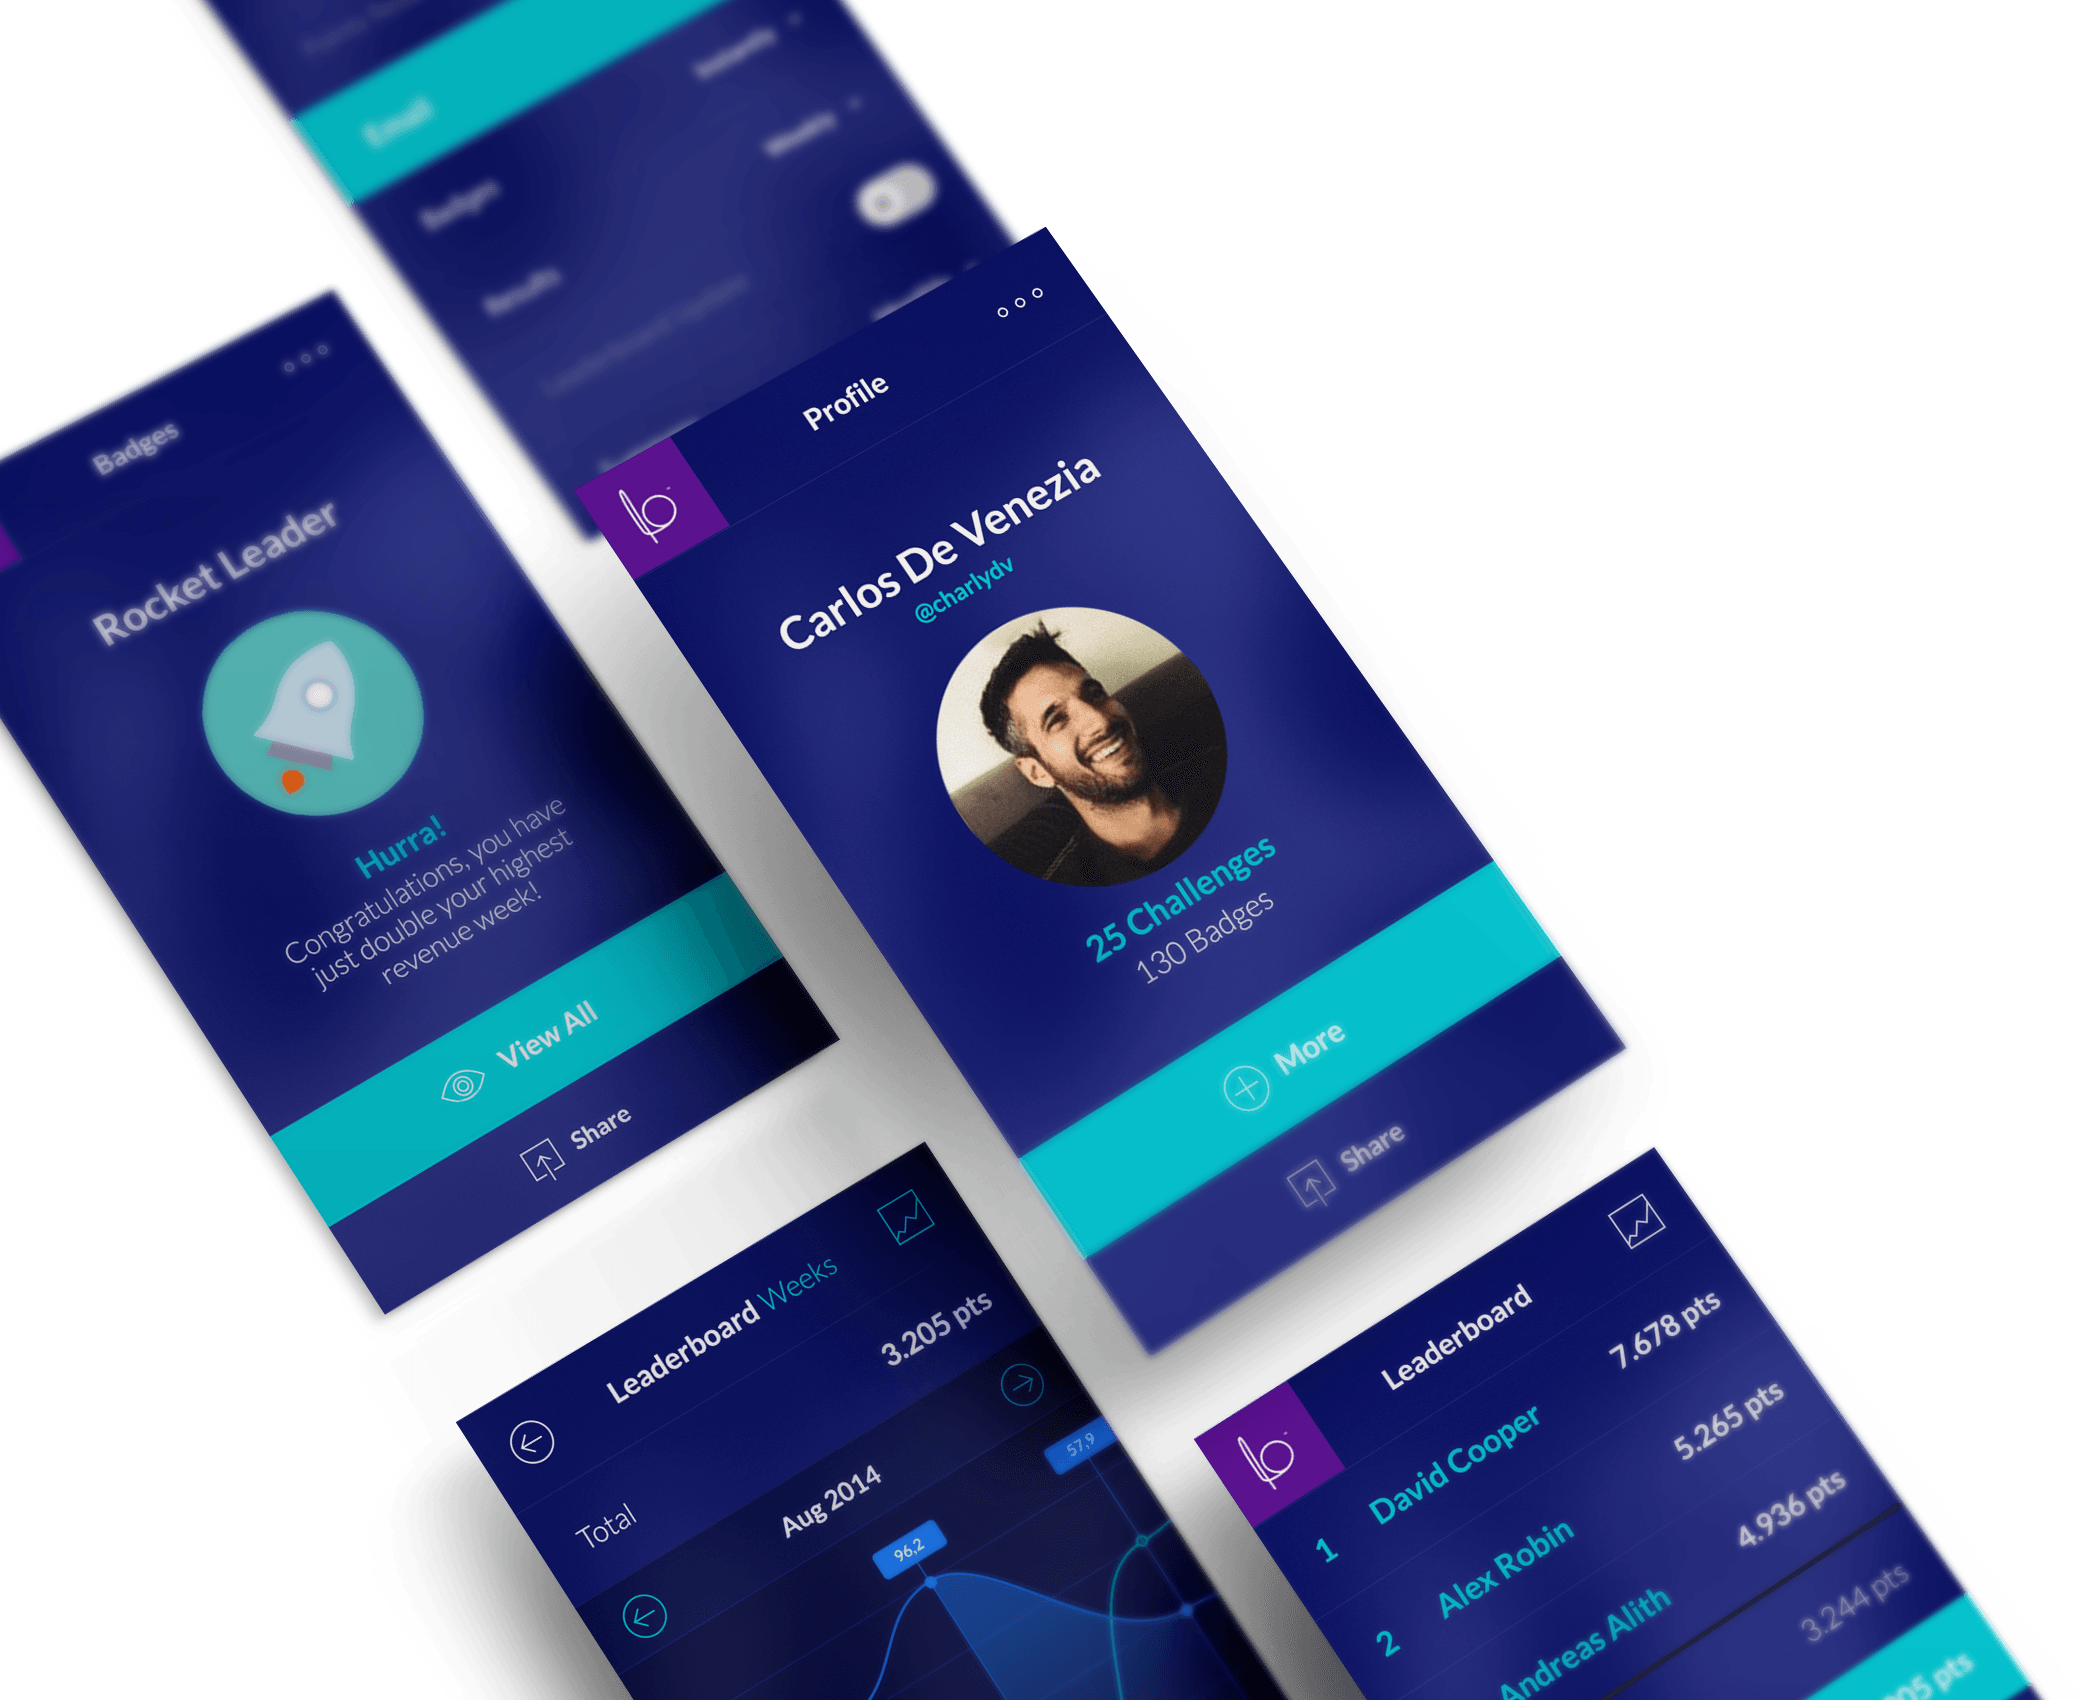 Email
Instantly
Badges
Weekly
Results
Badges
Rocket Leader
Hurra!
Congratulations, you have
just double your highest
revenue week!
View All
Share
Profile
Carlos De Venezia
@charlydv
25 Challenges
130 Badges
More
Share
Leaderboard Weeks
Total 3.205 pts
Aug 2014
96,2
57,9
Leaderboard
1 David Cooper 7.678 pts
2 Alex Robin 5.265 pts
Andreas Alith 4.936 pts
3.244 pts
pts